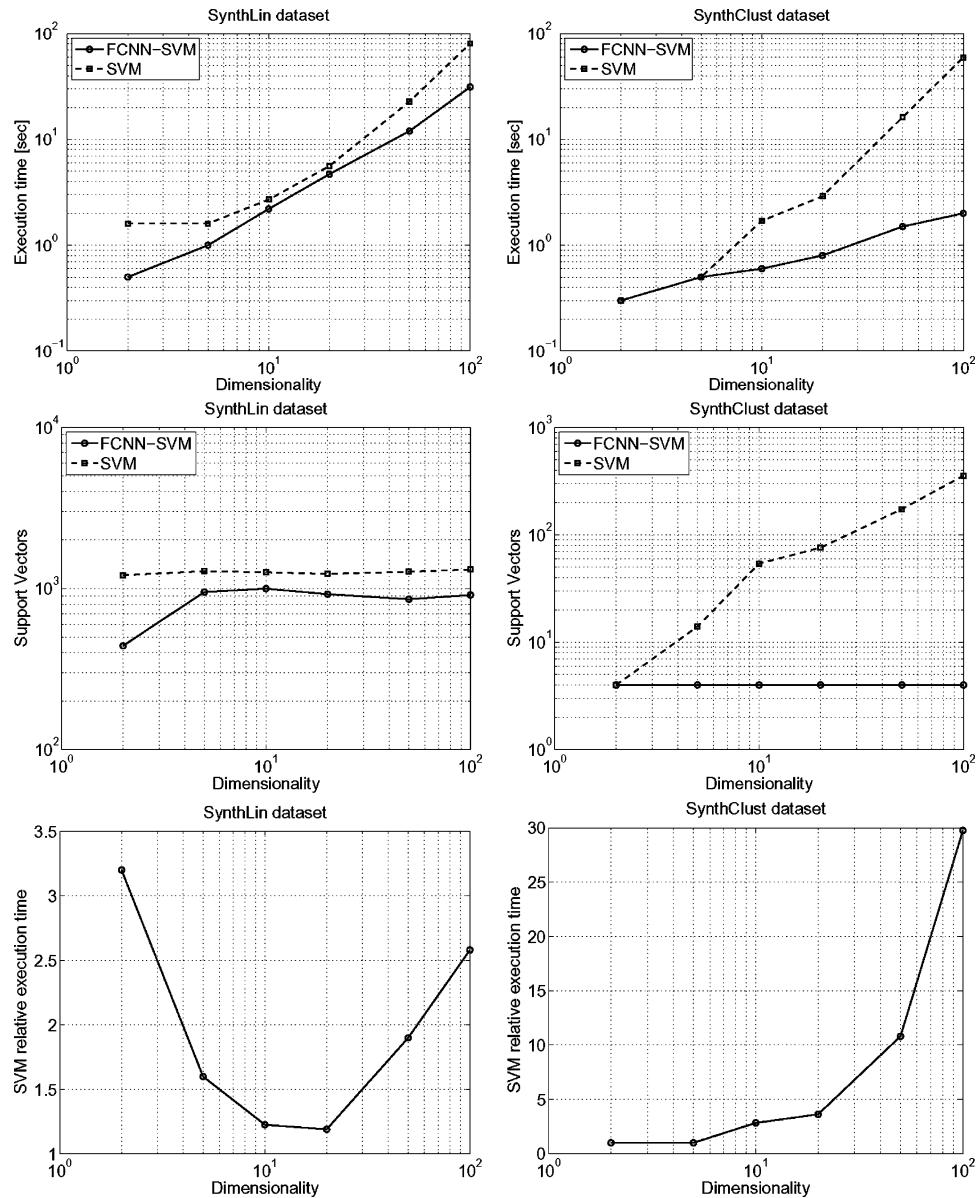 SynthLin dataset
FCNN-SVM
SVM
Execution time [sec]
10^2
10^1
10^0
10^-1
10^0
10^1
10^2
Dimensionality
SynthClust dataset
FCNN-SVM
SVM
Execution time [sec]
10^2
10^1
10^0
10^-1
10^0
10^1
10^2
Dimensionality
SynthLin dataset
FCNN-SVM
SVM
Support Vectors
10^4
10^3
10^2
10^0
10^1
10^2
Dimensionality
SynthClust dataset
FCNN-SVM
SVM
Support Vectors
10^3
10^2
10^1
10^0
10^0
10^1
10^2
Dimensionality
SynthLin dataset
SVM relative execution time
3.5
3
2.5
2
1.5
1
10^0
10^1
10^2
Dimensionality
SynthClust dataset
SVM relative execution time
30
25
20
15
10
5
0
10^0
10^1
10^2
Dimensionality